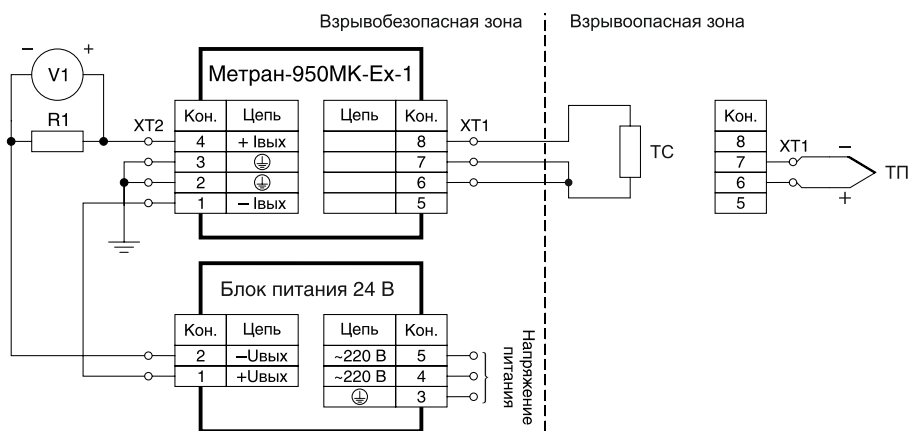 Взрывобезопасная зона
Взрывоопасная зона
− +
V1
R1
XT2
Метран-950МК-Ex-1
Кон. Цепь Цепь Кон.
4 + Iвых 8
3 7
2 6
1 − Iвых 5
XT1
ТС
Кон.
8
7
6
5
XT1
−
+
ТП
Блок питания 24 В
Кон. Цепь Цепь Кон.
2 −Uвых ~220 В 5
1 +Uвых ~220 В 4
3
Напряжение
питания